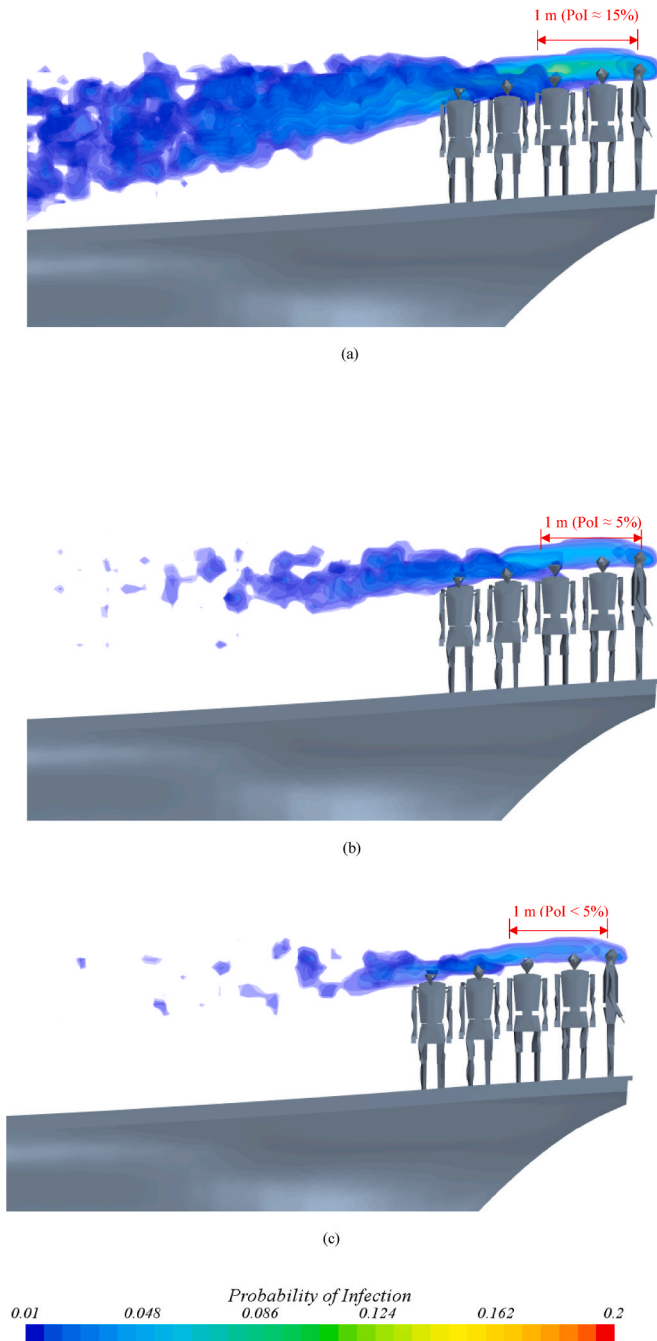 1 m (PoI ≈ 15%)
(a)
1 m (PoI ≈ 5%)
(b)
1 m (PoI < 5%)
(c)
Probability of Infection
0.01 0.048 0.086 0.124 0.162 0.2